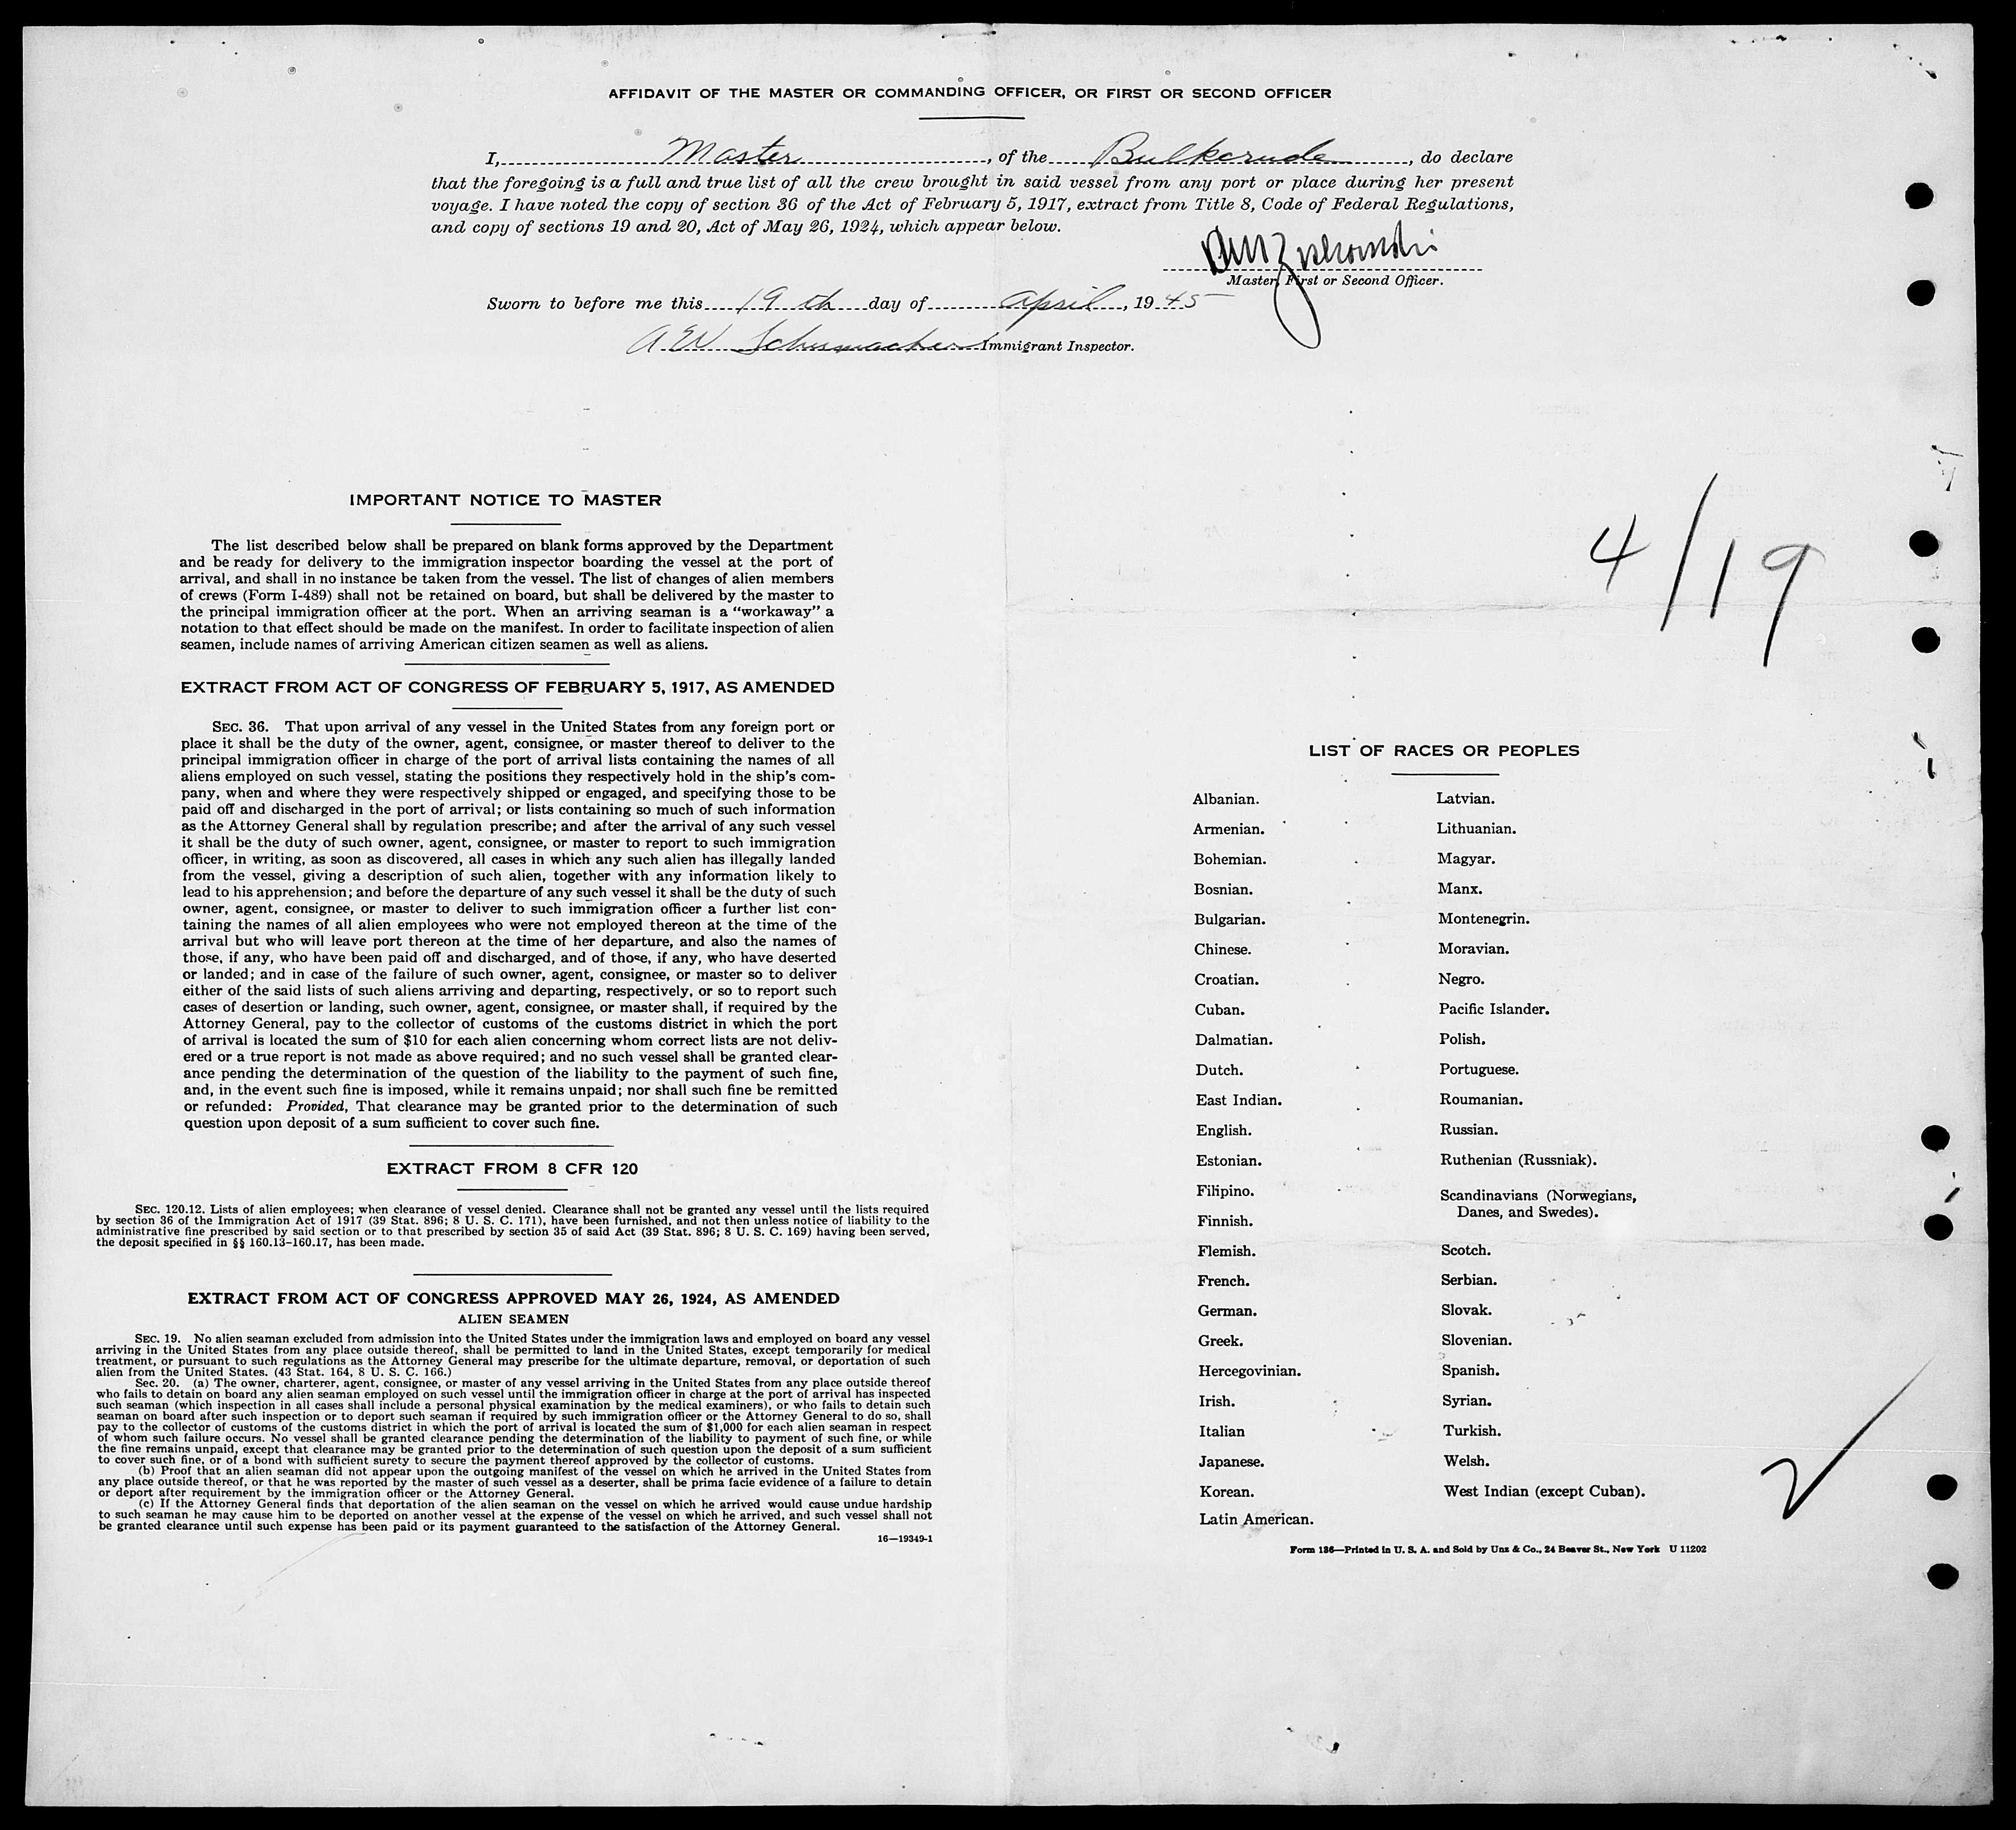 AFFIDAVIT OF THE MASTER OR COMMANDING OFFICER, OR FIRST OR SECOND OFFICER
I, Master, of the Bulkcrude, do declare
that the foregoing is a full and true list of all the crew brought in said vessel from any port or place during her present
voyage. I have noted the copy of section 36 of the Act of February 5, 1917, extract from Title 8, Code of Federal Regulations,
and copy of sections 19 and 20, Act of May 26, 1924, which appear below.
Master, First or Second Officer.
Sworn to before me this 19th day of April, 1945
A EW Schumacher Immigrant Inspector.
4/19
IMPORTANT NOTICE TO MASTER
The list described below shall be prepared on blank forms approved by the Department
and be ready for delivery to the immigration inspector boarding the vessel at the port of
arrival, and shall in no instance be taken from the vessel. The list of changes of alien members
of crews (Form I-489) shall not be retained on board, but shall be delivered by the master to
the principal immigration officer at the port. When an arriving seaman is a "workaway" a
notation to that effect should be made on the manifest. In order to facilitate inspection of alien
seamen, include names of arriving American citizen seamen as well as aliens.
EXTRACT FROM ACT OF CONGRESS OF FEBRUARY 5, 1917, AS AMENDED
SEC. 36. That upon arrival of any vessel in the United States from any foreign port or
place it shall be the duty of the owner, agent, consignee, or master thereof to deliver to the
principal immigration officer in charge of the port of arrival lists containing the names of all
aliens employed on such vessel, stating the positions they respectively hold in the ship's com-
pany, when and where they were respectively shipped or engaged, and specifying those to be
paid off and discharged in the port of arrival; or lists containing so much of such information
as the Attorney General shall by regulation prescribe; and after the arrival of any such vessel
it shall be the duty of such owner, agent, consignee, or master to report to such immigration
officer, in writing, as soon as discovered, all cases in which any such alien has illegally landed
from the vessel, giving a description of such alien, together with any information likely to
lead to his apprehension; and before the departure of any such vessel it shall be the duty of such
owner, agent, consignee, or master to deliver to such immigration officer a further list con-
taining the names of all alien employees who were not employed thereon at the time of the
arrival but who will leave port thereon at the time of her departure, and also the names of
those, if any, who have been paid off and discharged, and of those, if any, who have deserted
or landed; and in case of the failure of such owner, agent, consignee, or master so to deliver
either of the said lists of such aliens arriving and departing, respectively, or so to report such
cases of desertion or landing, such owner, agent, consignee, or master shall, if required by the
Attorney General, pay to the collector of customs of the customs district in which the port
of arrival is located the sum of $10 for each alien concerning whom correct lists are not deliv-
ered or a true report is not made as above required; and no such vessel shall be granted clear-
ance pending the determination of the question of the liability to the payment of such fine,
and, in the event such fine is imposed, while it remains unpaid; nor shall such fine be remitted
or refunded: Provided, That clearance may be granted prior to the determination of such
question upon deposit of a sum sufficient to cover such fine.
EXTRACT FROM 8 CFR 120
SEC. 120.12. Lists of alien employees; when clearance of vessel denied. Clearance shall not be granted any vessel until the lists required
by section 36 of the Immigration Act of 1917 (39 Stat. 896; 8 U. S. C. 171), have been furnished, and not then unless notice of liability to the
administrative fine prescribed by said section or to that prescribed by section 35 of said Act (39 Stat. 896; 8 U. S. C. 169) having been served,
the deposit specified in §§ 160.13-160.17, has been made.
EXTRACT FROM ACT OF CONGRESS APPROVED MAY 26, 1924, AS AMENDED
ALIEN SEAMEN
SEC. 19. No alien seaman excluded from admission into the United States under the immigration laws and employed on board any vessel
arriving in the United States from any place outside thereof, shall be permitted to land in the United States, except temporarily for medical
treatment, or pursuant to such regulations as the Attorney General may prescribe for the ultimate departure, removal, or deportation of such
alien from the United States. (43 Stat. 164, 8 U. S. C. 166.)
Sec. 20. (a) The owner, charterer, agent, consignee, or master of any vessel arriving in the United States from any place outside thereof
who fails to detain on board any alien seaman employed on such vessel until the immigration officer in charge at the port of arrival has inspected
such seaman (which inspection in all cases shall include a personal physical examination by the medical examiners), or who fails to detain such
seaman on board after such inspection or to deport such seaman if required by such immigration officer or the Attorney General to do so, shall
pay to the collector of customs of the customs district in which the port of arrival is located the sum of $1,000 for each alien seaman in respect
of whom such failure occurs. No vessel shall be granted clearance pending the determination of the liability to payment of such fine, or while
the fine remains unpaid, except that clearance may be granted prior to the determination of such question upon the deposit of a sum sufficient
to cover such fine, or of a bond with sufficient surety to secure the payment thereof approved by the collector of customs.
(b) Proof that an alien seaman did not appear upon the outgoing manifest of the vessel on which he arrived in the United States from
any place outside thereof, or that he was reported by the master of such vessel as a deserter, shall be prima facie evidence of a failure to detain
or deport after requirement by the immigration officer or the Attorney General.
(c) If the Attorney General finds that deportation of the alien seaman on the vessel on which he arrived would cause undue hardship
to such seaman he may cause him to be deported on another vessel at the expense of the vessel on which he arrived, and such vessel shall not
be granted clearance until such expense has been paid or its payment guaranteed to the satisfaction of the Attorney General.
16—19349-1
LIST OF RACES OR PEOPLES
Albanian.
Armenian.
Bohemian.
Bosnian.
Bulgarian.
Chinese.
Croatian.
Cuban.
Dalmatian.
Dutch.
East Indian.
English.
Estonian.
Filipino.
Finnish.
Flemish.
French.
German.
Greek.
Hercegovinian.
Irish.
Italian
Japanese.
Korean.
Latin American.
Latvian.
Lithuanian.
Magyar.
Manx.
Montenegrin.
Moravian.
Negro.
Pacific Islander.
Polish.
Portuguese.
Roumanian.
Russian.
Ruthenian (Russniak).
Scandinavians (Norwegians,
Danes, and Swedes).
Scotch.
Serbian.
Slovak.
Slovenian.
Spanish.
Syrian.
Turkish.
Welsh.
West Indian (except Cuban).
Form 186—Printed in U. S. A. and Sold by Unz & Co., 24 Beaver St., New York U 11202